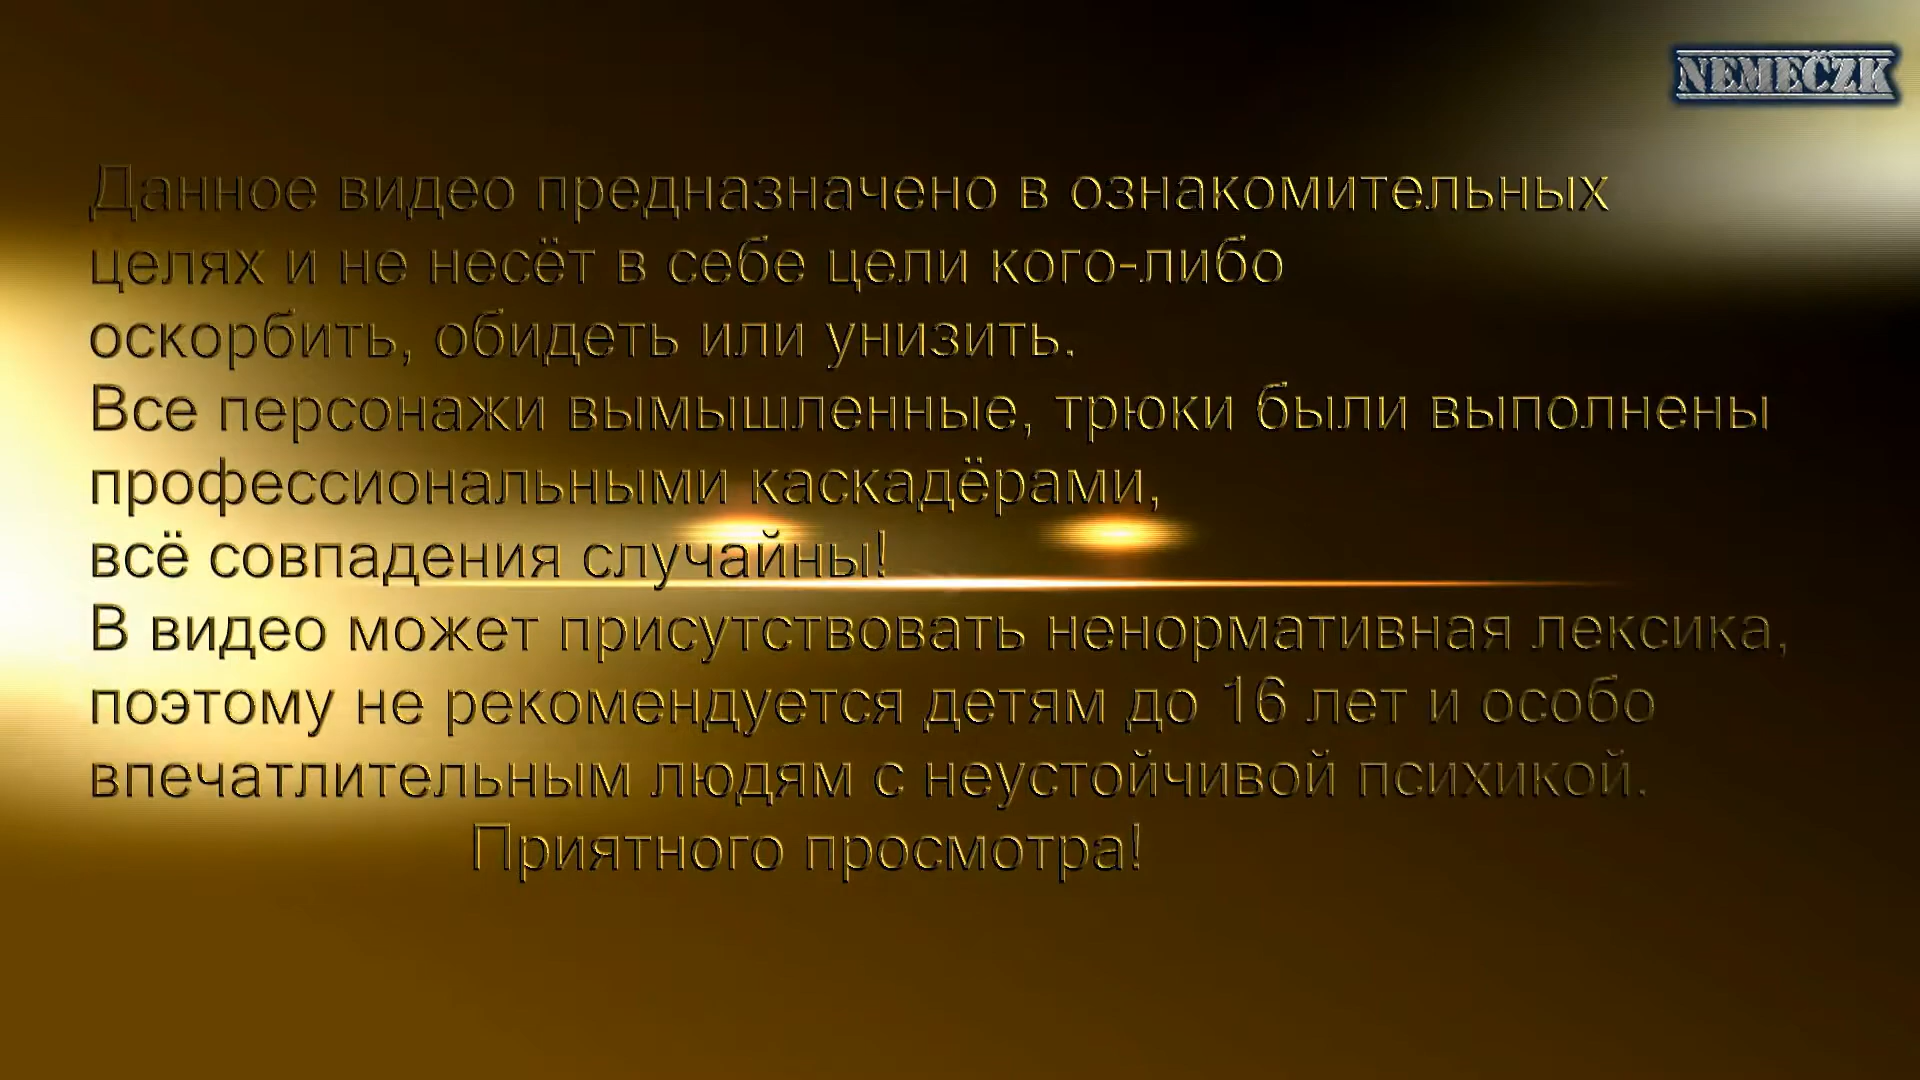 NEMEČZK
Данное видео предназначено в ознакомительных
целях и не несёт в себе цели кого-либо
оскорбить, обидеть или унизить.
Все персонажи вымышленные, трюки были выполнены
профессиональными каскадёрами,
всё совпадения случайны!
В видео может присутствовать ненормативная лексика,
поэтому не рекомендуется детям до 16 лет и особо
впечатлительным людям с неустойчивой психикой.
Приятного просмотра!